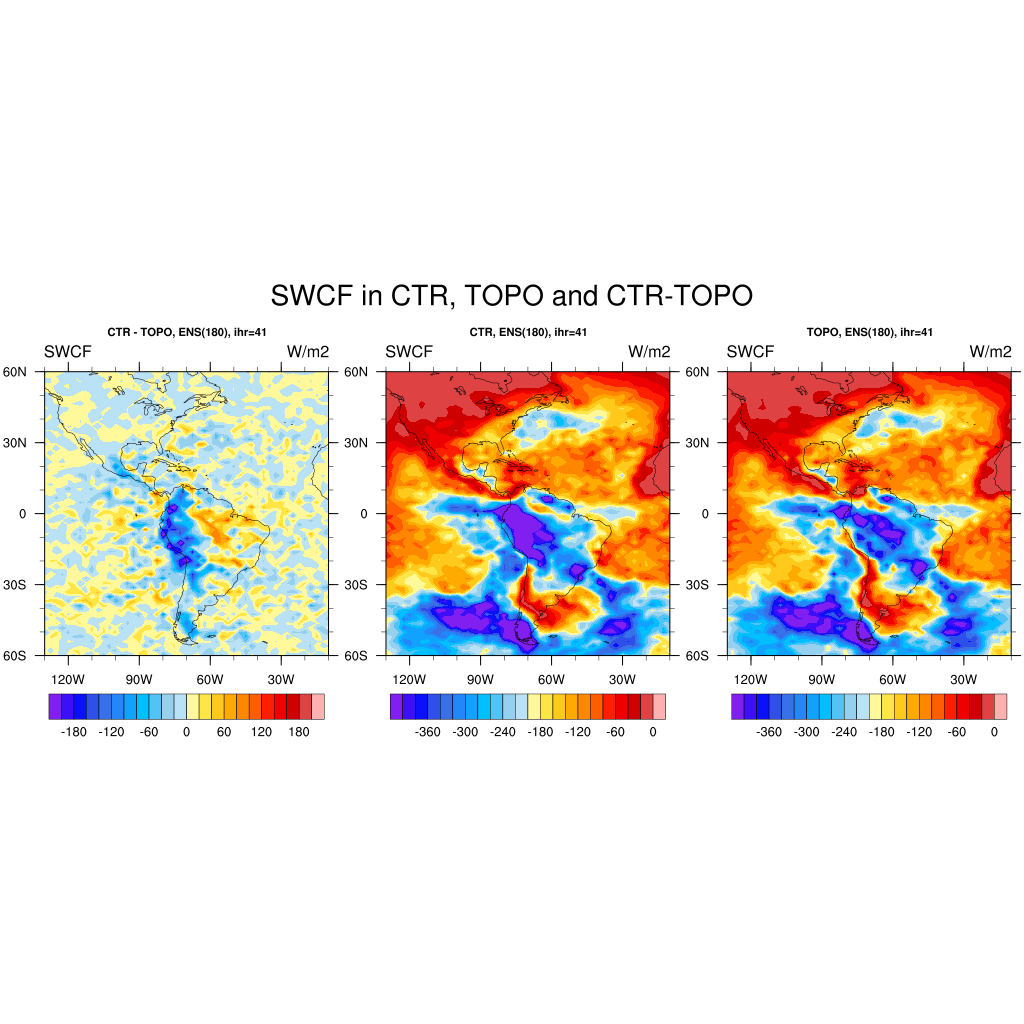 SWCF in CTR, TOPO and CTR-TOPO
CTR - TOPO, ENS(180), ihr=41
SWCF W/m2
60N
30N
0
30S
60S
120W 90W 60W 30W
-180 -120 -60 0 60 120 180
CTR, ENS(180), ihr=41
SWCF W/m2
60N
30N
0
30S
60S
120W 90W 60W 30W
-360 -300 -240 -180 -120 -60 0
TOPO, ENS(180), ihr=41
SWCF W/m2
60N
30N
0
30S
60S
120W 90W 60W 30W
-360 -300 -240 -180 -120 -60 0